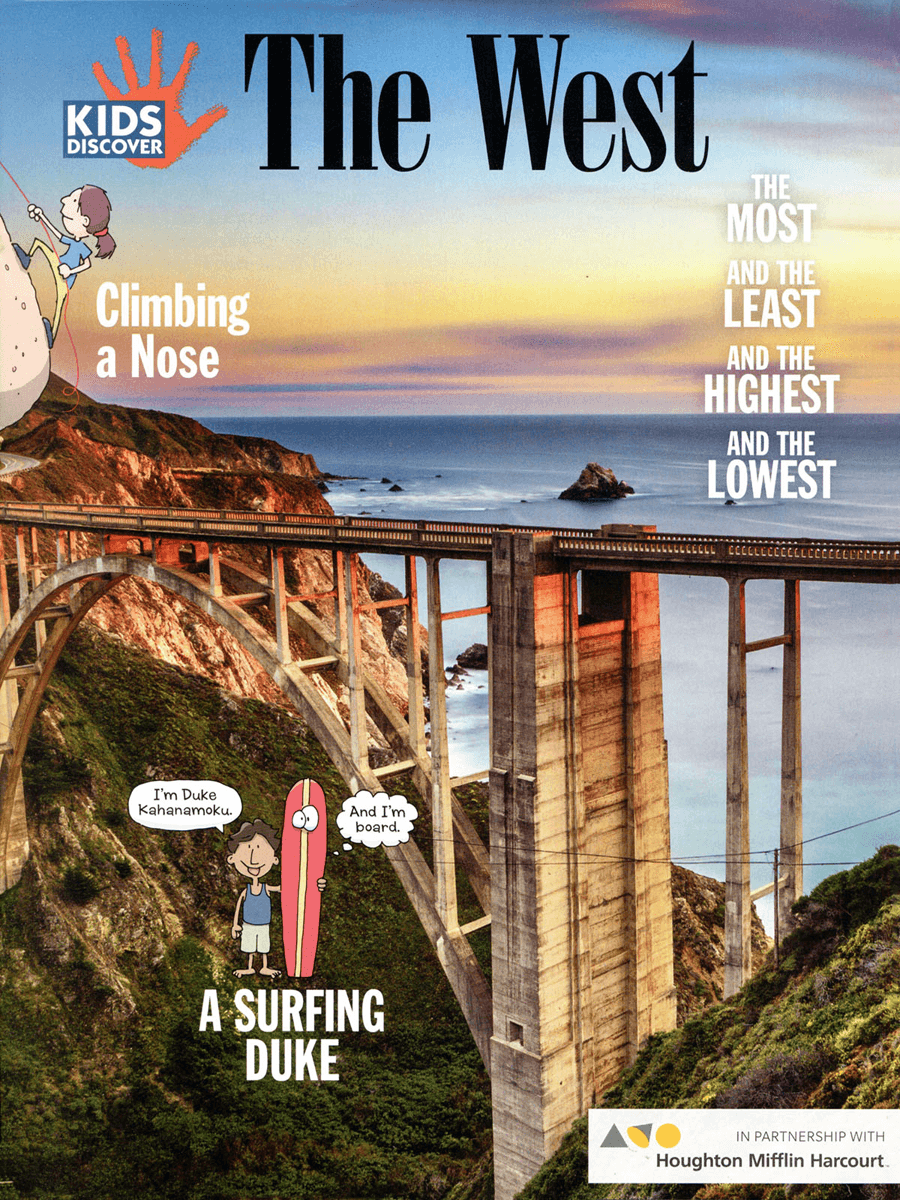 KIDS
DISCOVER
The West
THE
MOST
AND THE
LEAST
AND THE
HIGHEST
AND THE
LOWEST
Climbing
a Nose
I'm Duke
Kahanamoku.
And I'm
board.
A SURFING
DUKE
IN PARTNERSHIP WITH
Houghton Mifflin Harcourt™